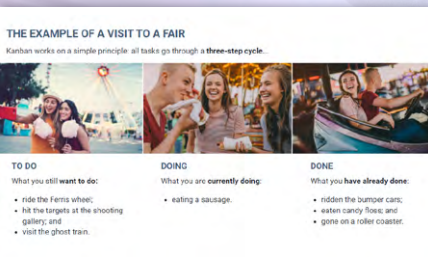 THE EXAMPLE OF A VISIT TO A FAIR
Kanban works on a simple principle: all tasks go through a three-step cycle...
TO DO
What you still want to do:
• ride the Ferris wheel;
• hit the targets at the shooting
gallery; and
• visit the ghost train.
DOING
What you are currently doing:
• eating a sausage.
DONE
What you have already done:
• ridden the bumper cars;
• eaten candy floss; and
• gone on a roller coaster.